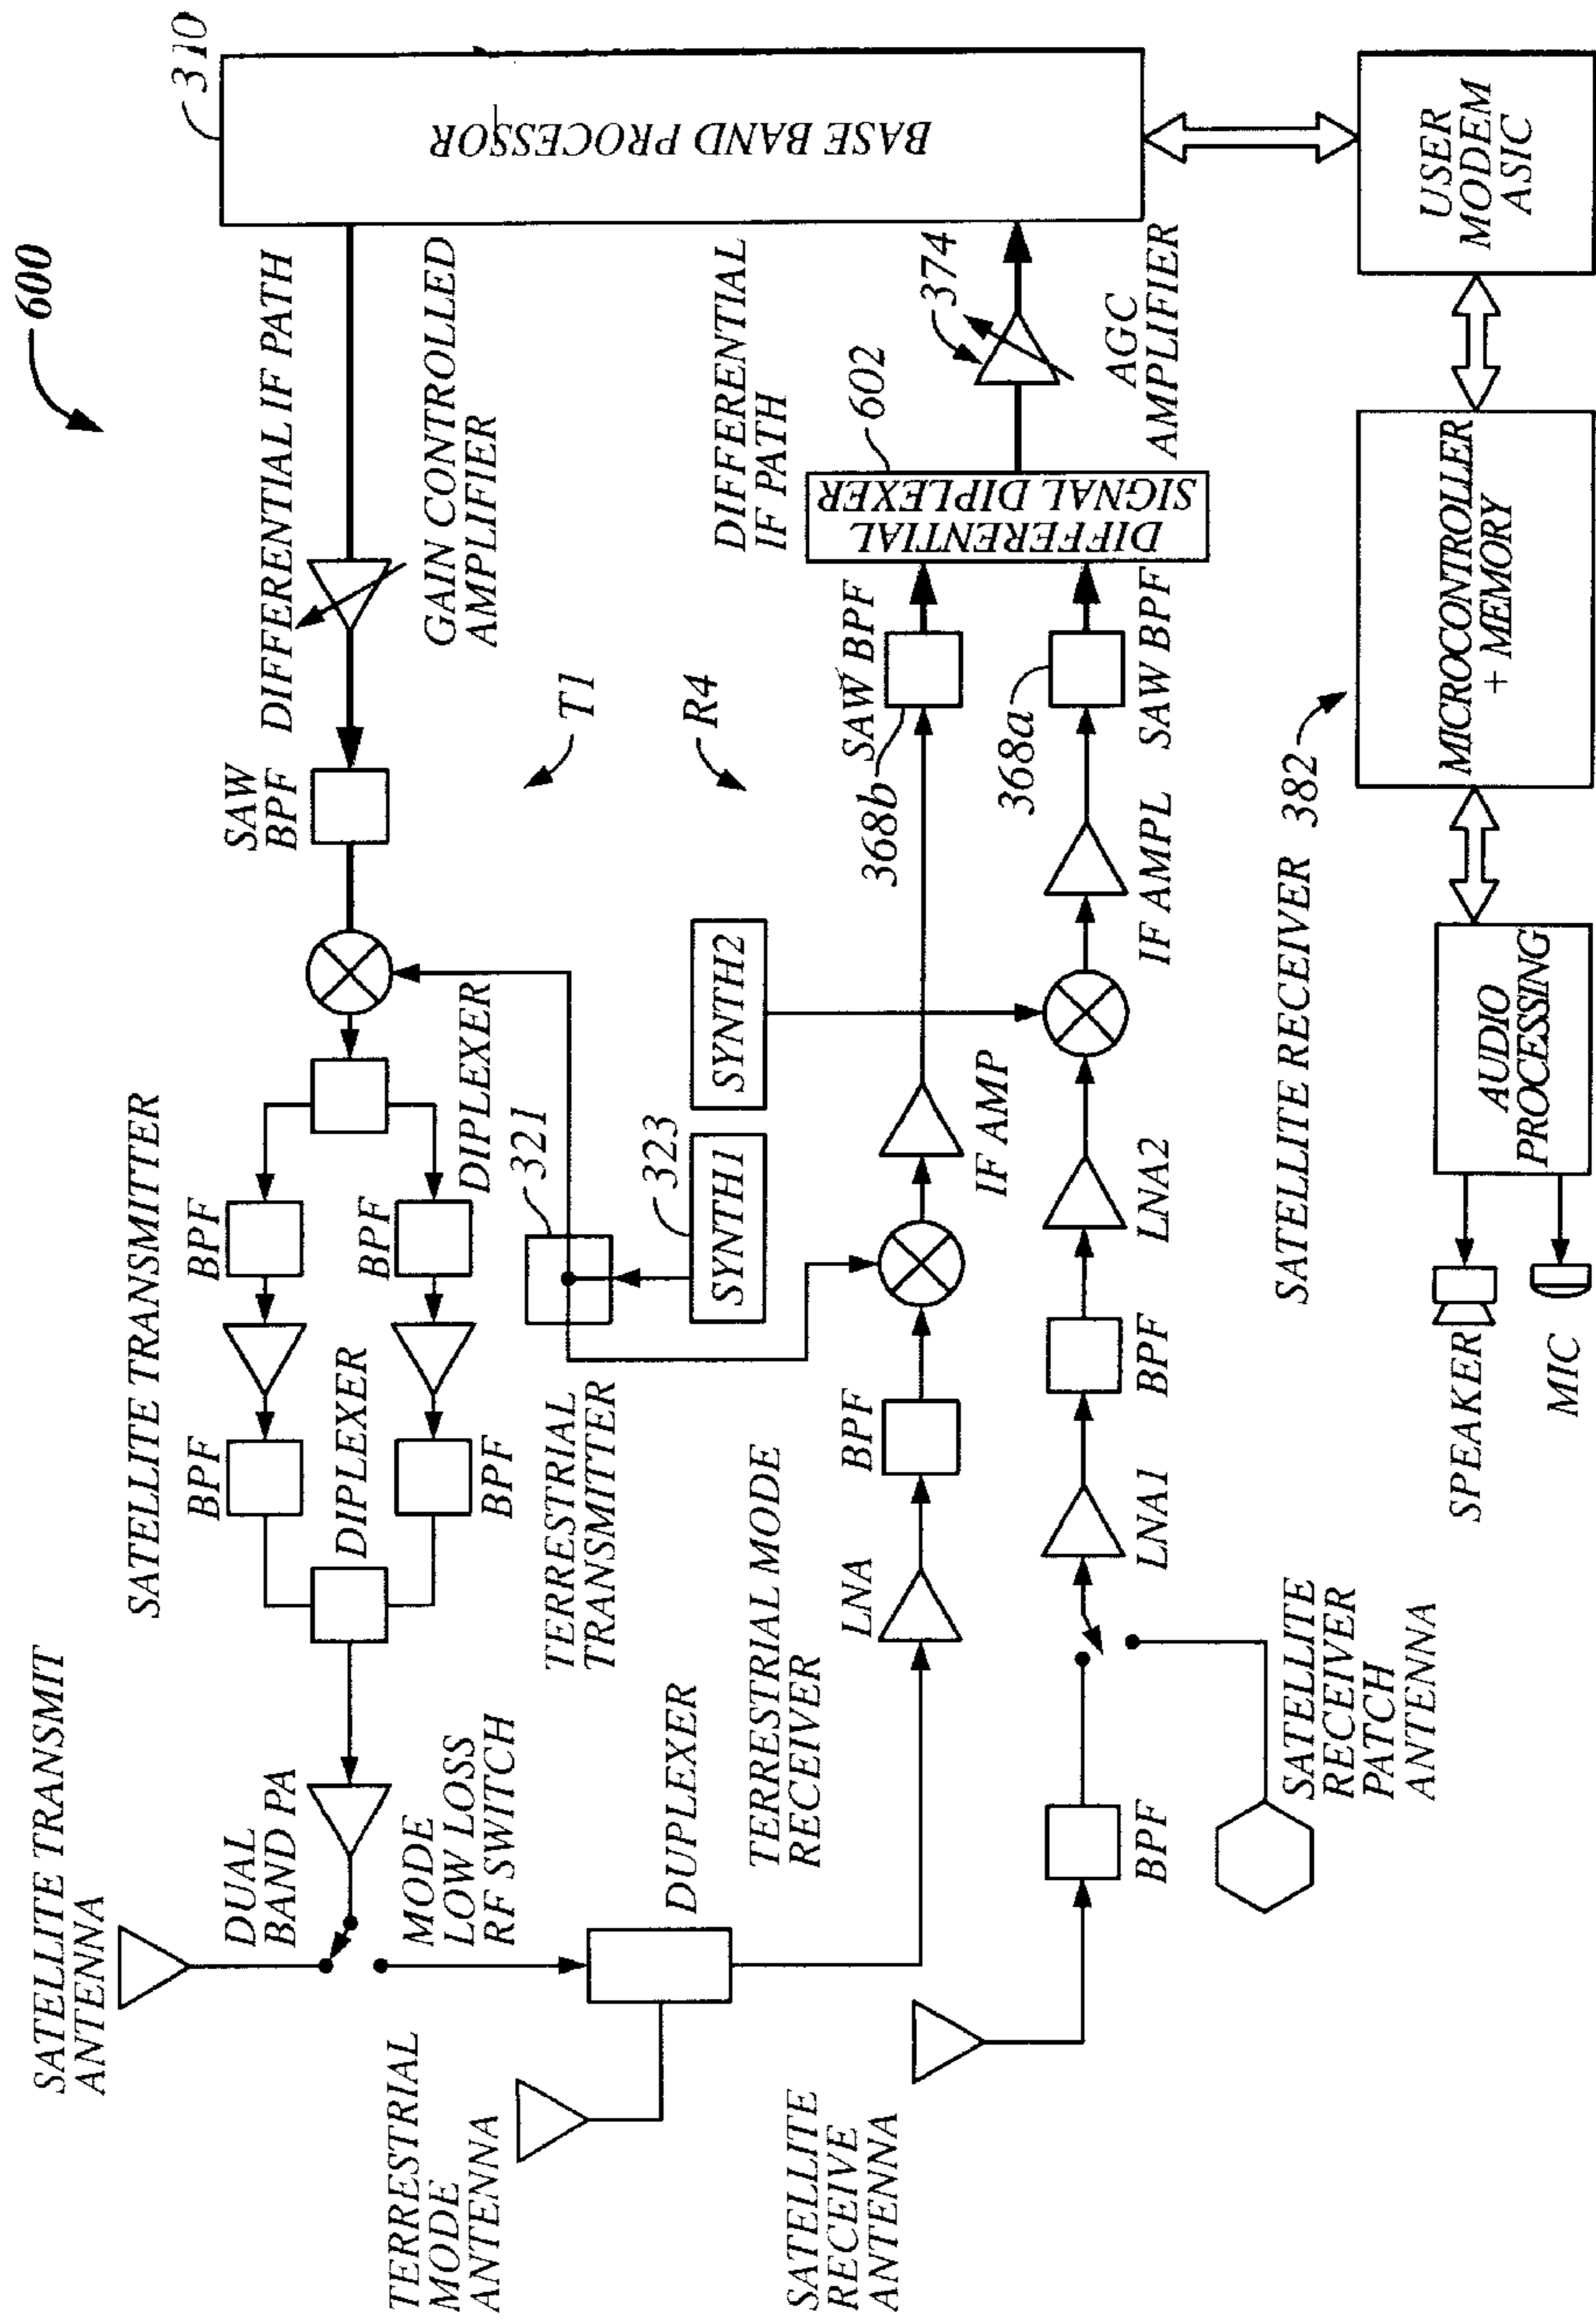 600
310
BASE BAND PROCESSOR
DIFFERENTIAL IF PATH
GAIN CONTROLLED
AMPLIFIER
SAW
BPF
T1
SATELLITE TRANSMITTER
BPF
BPF
DIPLEXER
BPF
DIPLEXER
BPF
321
TERRESTRIAL
TRANSMITTER
323
SYNTH1
SYNTH2
SATELLITE TRANSMIT
ANTENNA
DUAL
BAND PA
MODE
LOW LOSS
RF SWITCH
TERRESTRIAL
MODE
ANTENNA
DUPLEXER
TERRESTRIAL MODE
RECEIVER
LNA
BPF
IF AMP
R4
SAW BPF
368b
DIFFERENTIAL
IF PATH
602
DIFFERENTIAL
SIGNAL DIPLEXER
374
AGC
AMPLIFIER
SATELLITE
RECEIVE
ANTENNA
BPF
LNA1
BPF
LNA2
IF AMPL
368a
SAW BPF
SATELLITE
RECEIVER
PATCH
ANTENNA
SATELLITE RECEIVER
382
SPEAKER
MIC
AUDIO
PROCESSING
MICROCONTROLLER
+ MEMORY
USER
MODEM
ASIC